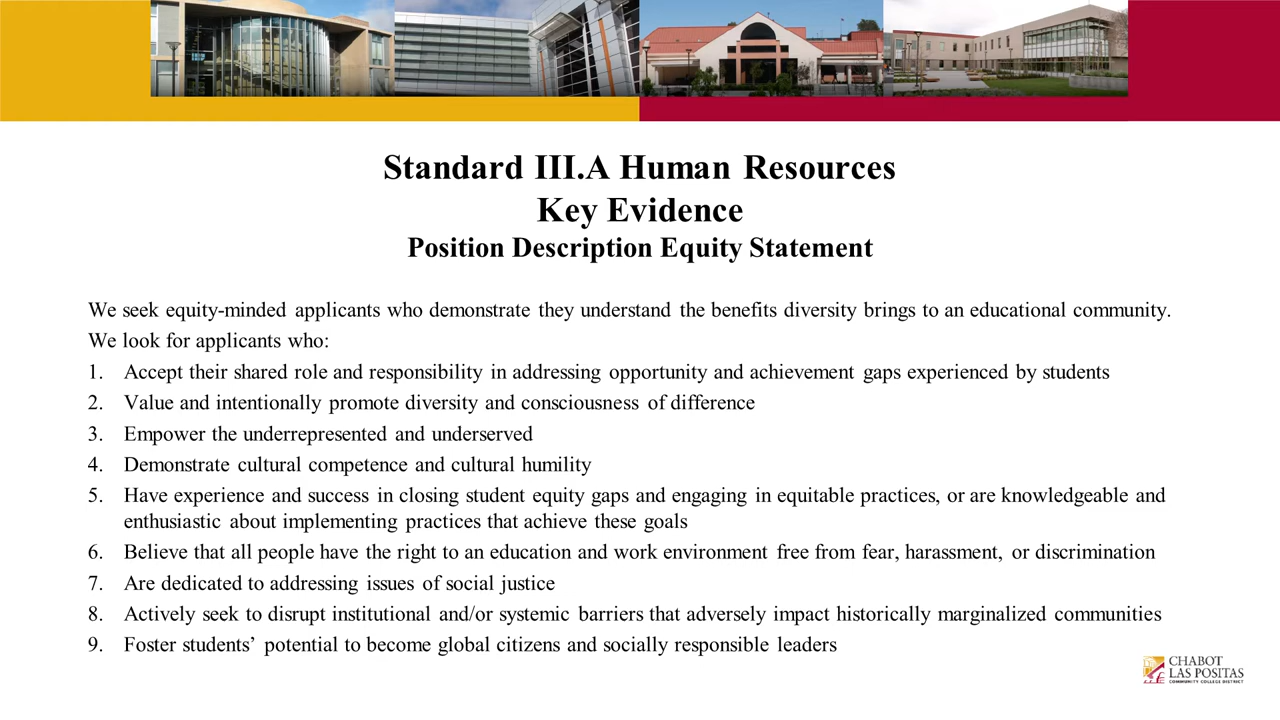 Standard III.A Human Resources
Key Evidence
Position Description Equity Statement
We seek equity-minded applicants who demonstrate they understand the benefits diversity brings to an educational community.
We look for applicants who:
1. Accept their shared role and responsibility in addressing opportunity and achievement gaps experienced by students
2. Value and intentionally promote diversity and consciousness of difference
3. Empower the underrepresented and underserved
4. Demonstrate cultural competence and cultural humility
5. Have experience and success in closing student equity gaps and engaging in equitable practices, or are knowledgeable and
enthusiastic about implementing practices that achieve these goals
6. Believe that all people have the right to an education and work environment free from fear, harassment, or discrimination
7. Are dedicated to addressing issues of social justice
8. Actively seek to disrupt institutional and/or systemic barriers that adversely impact historically marginalized communities
9. Foster students’ potential to become global citizens and socially responsible leaders
CHABOT
LAS POSITAS
COMMUNITY COLLEGE DISTRICT